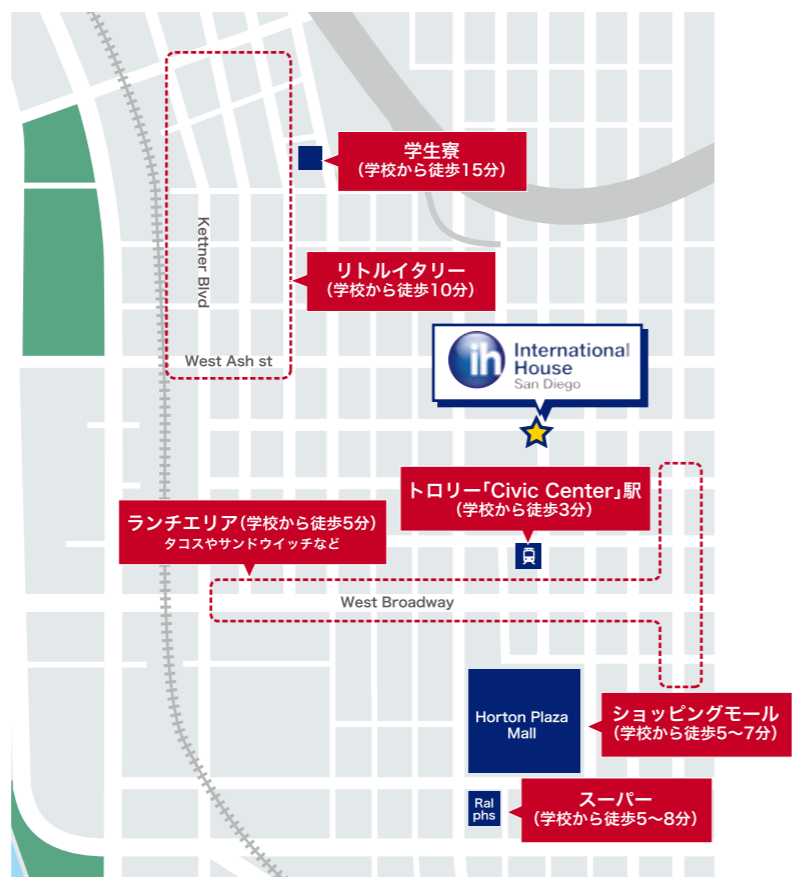 学生寮
(学校から徒歩15分)
Kettner Blvd
リトルイタリー
(学校から徒歩10分)
West Ash st
ih
International
House
San Diego
トロリー「Civic Center」駅
(学校から徒歩3分)
ランチエリア(学校から徒歩5分)
タコスやサンドウイッチなど
West Broadway
Horton Plaza
Mall
ショッピングモール
(学校から徒歩5〜7分)
Ral
phs
スーパー
(学校から徒歩5〜8分)